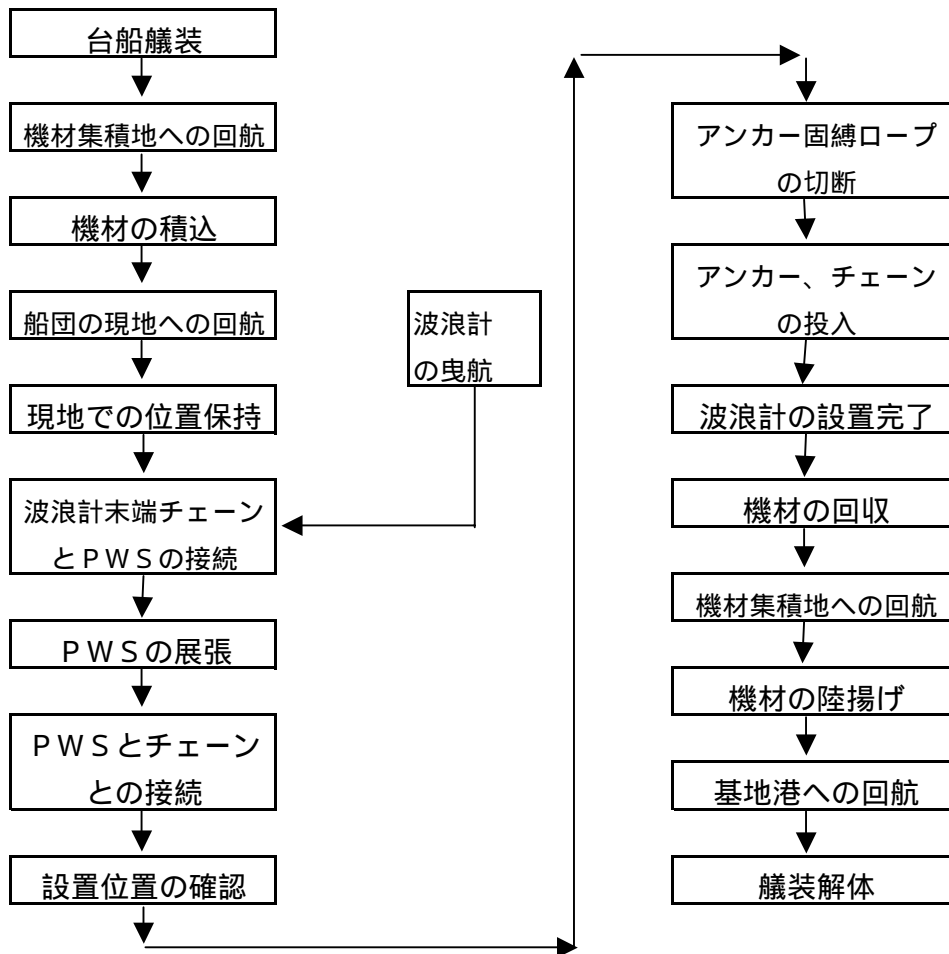 台船艤装
機材集積地への回航
機材の積込
船団の現地への回航
現地での位置保持
波浪計末端チェーン
とＰＷＳの接続
ＰＷＳの展張
ＰＷＳとチェーン
との接続
設置位置の確認
波浪計
の曳航
アンカー固縛ロープ
の切断
アンカー、チェーン
の投入
波浪計の設置完了
機材の回収
機材集積地への回航
機材の陸揚げ
基地港への回航
艤装解体